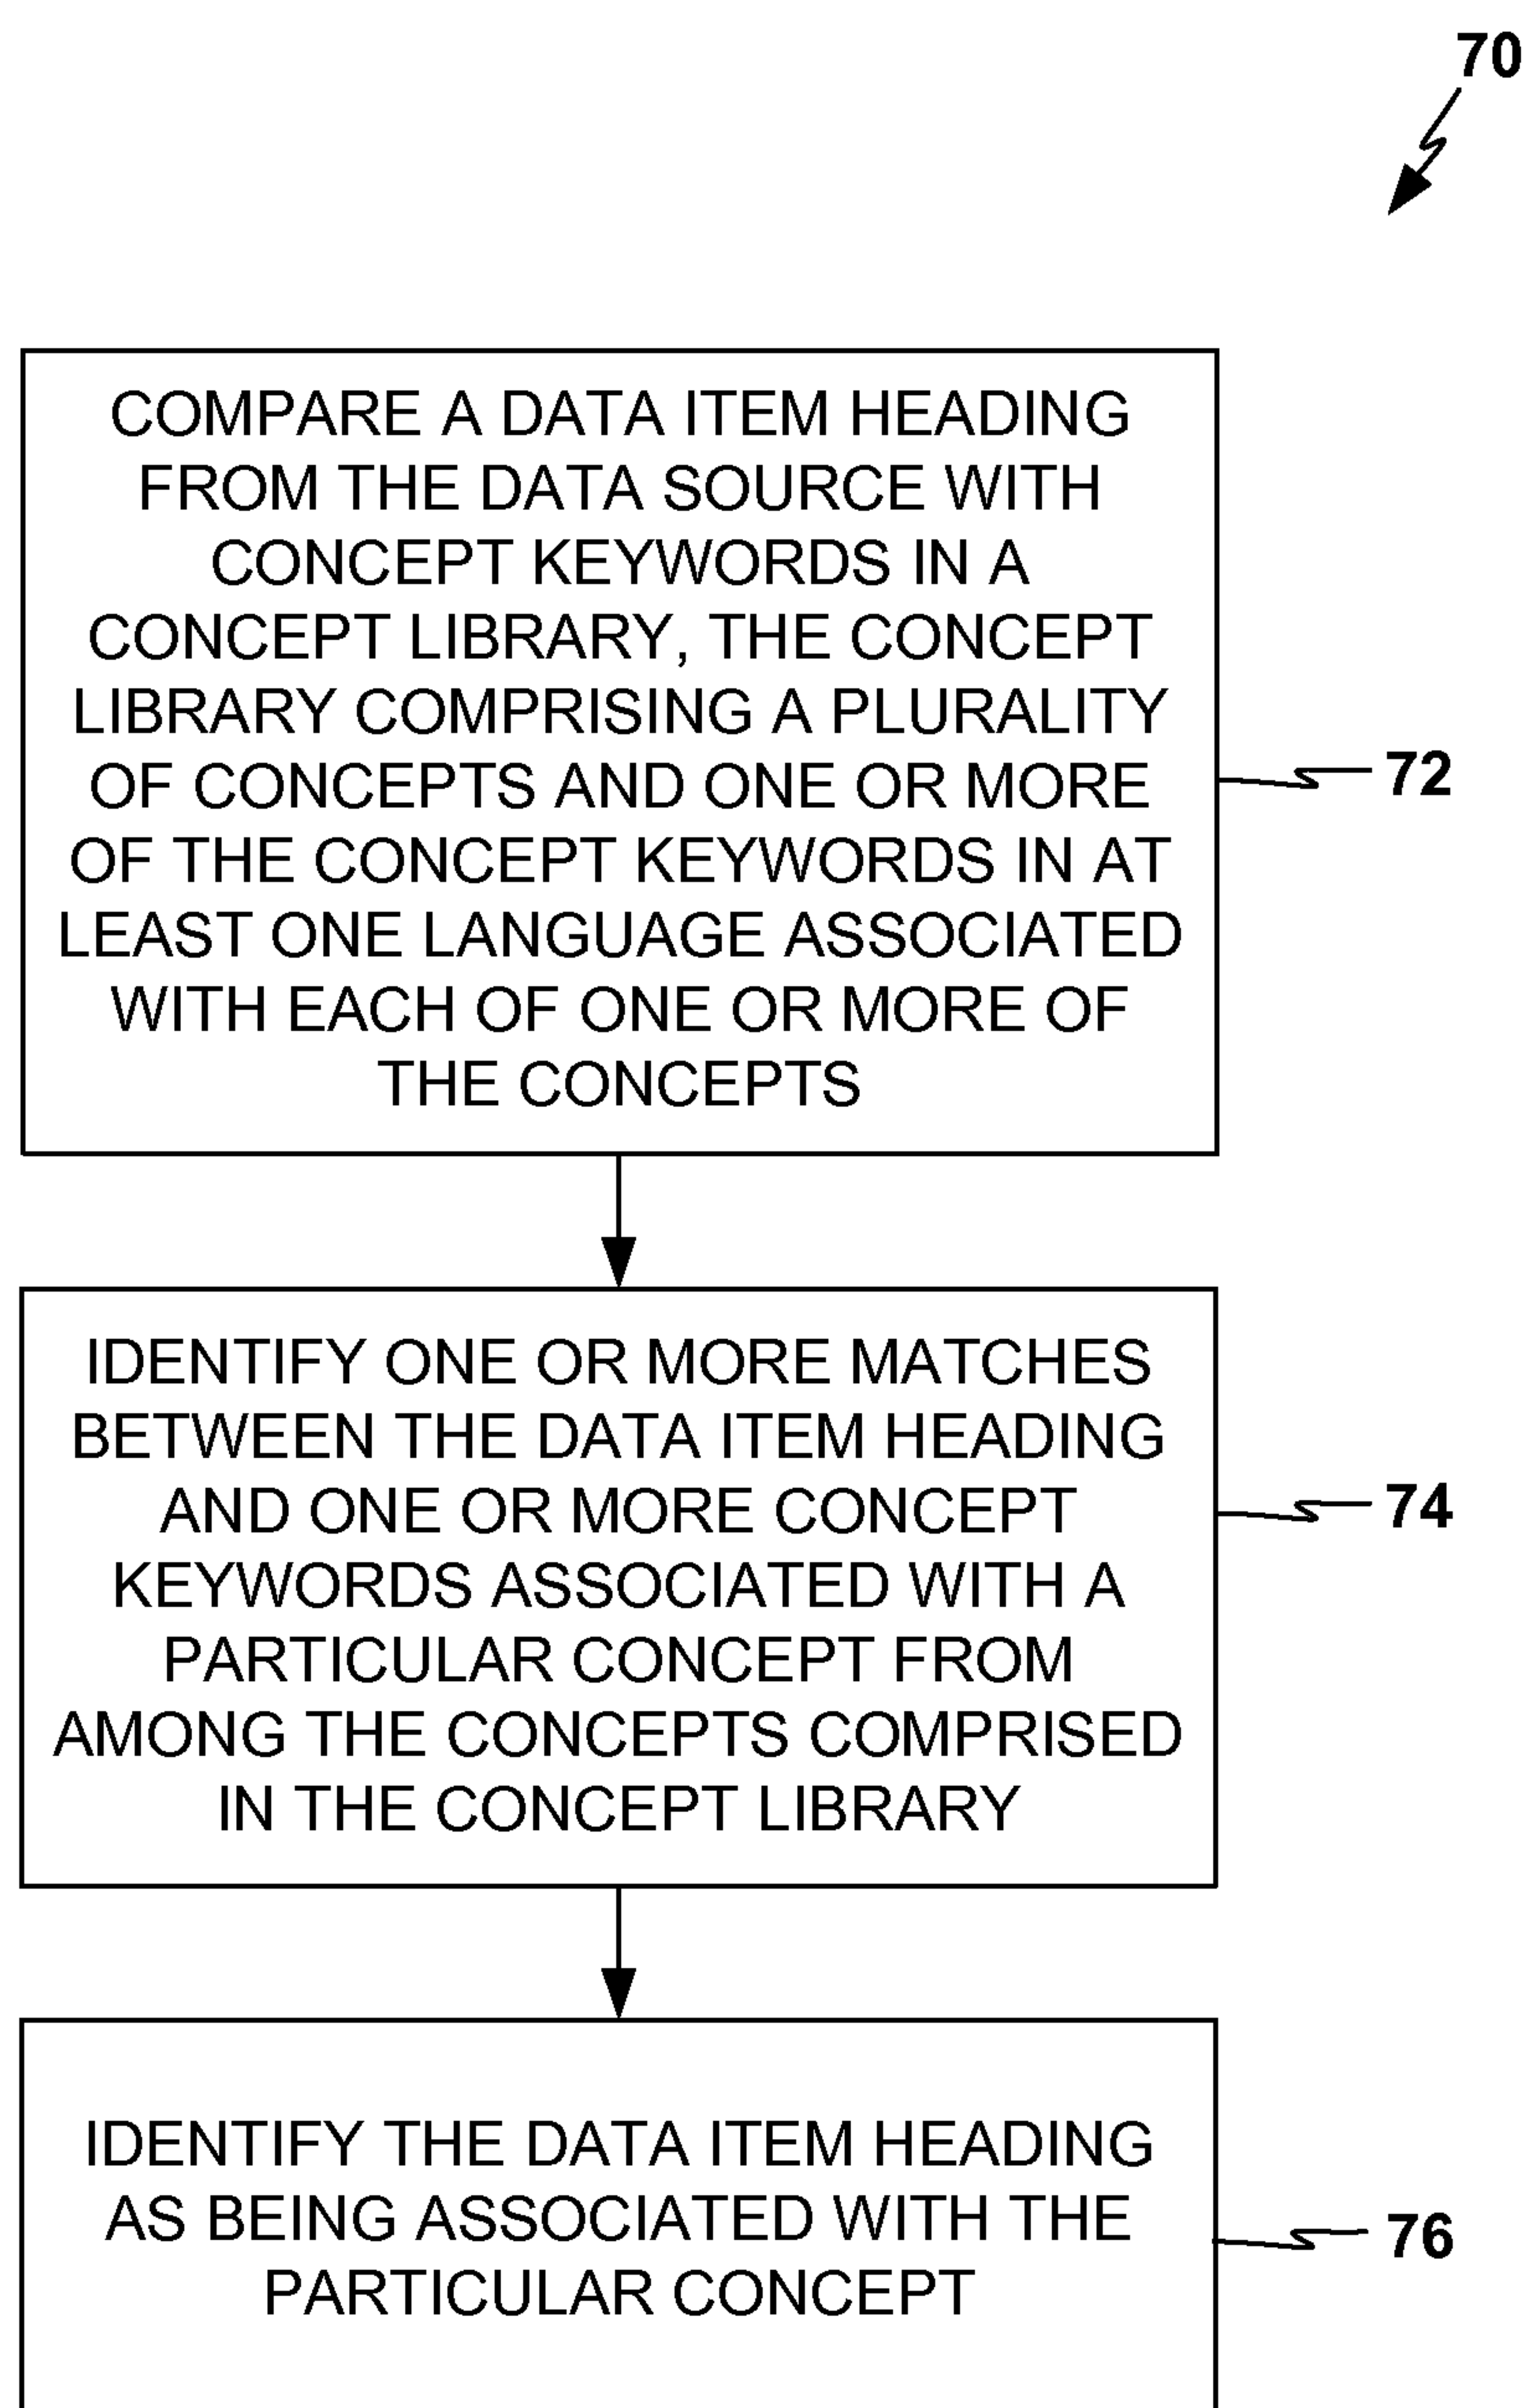 70
COMPARE A DATA ITEM HEADING
FROM THE DATA SOURCE WITH
CONCEPT KEYWORDS IN A
CONCEPT LIBRARY, THE CONCEPT
LIBRARY COMPRISING A PLURALITY
OF CONCEPTS AND ONE OR MORE
OF THE CONCEPT KEYWORDS IN AT
LEAST ONE LANGUAGE ASSOCIATED
WITH EACH OF ONE OR MORE OF
THE CONCEPTS
72
IDENTIFY ONE OR MORE MATCHES
BETWEEN THE DATA ITEM HEADING
AND ONE OR MORE CONCEPT
KEYWORDS ASSOCIATED WITH A
PARTICULAR CONCEPT FROM
AMONG THE CONCEPTS COMPRISED
IN THE CONCEPT LIBRARY
74
IDENTIFY THE DATA ITEM HEADING
AS BEING ASSOCIATED WITH THE
PARTICULAR CONCEPT
76